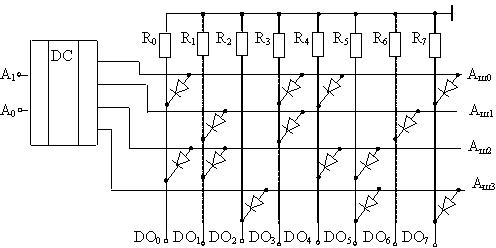 R₀ R₁ R₂ R₃ R₄ R₅ R₆ R₇
DC
A₁
A₀
Aш0
Aш1
Aш2
Aш3
DO₀ DO₁ DO₂ DO₃ DO₄ DO₅ DO₆ DO₇